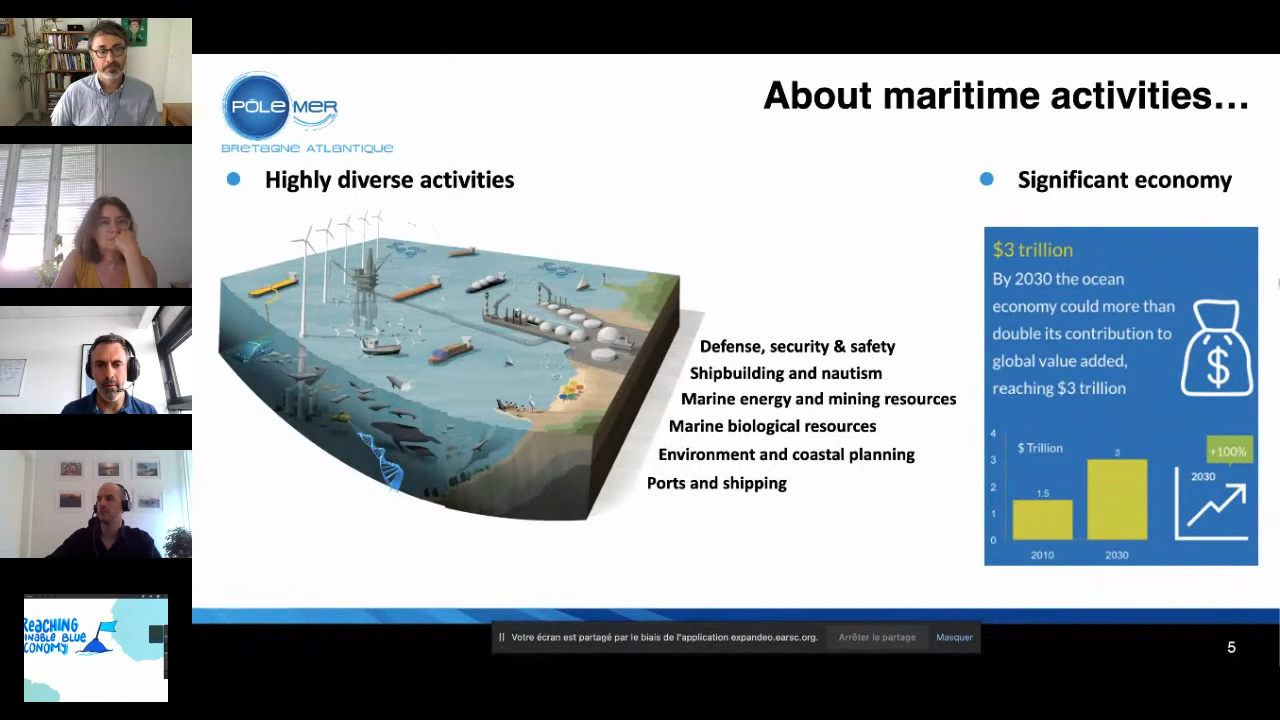 PÔLE MER
BRETAGNE ATLANTIQUE
About maritime activities...
Highly diverse activities
Significant economy
Defense, security & safety
Shipbuilding and nautism
Marine energy and mining resources
Marine biological resources
Environment and coastal planning
Ports and shipping
$3 trillion
By 2030 the ocean
economy could more than
double its contribution to
global value added,
reaching $3 trillion
$
4
3
2
1
0
$ Trillion
1.5
3
2010
2030
+100%
2030
REACHING
INABLE BLUE
CONOMY
Votre écran est partagé par le biais de l'application expandeo.earsc.org.
Arrêter le partage
Masquer
5